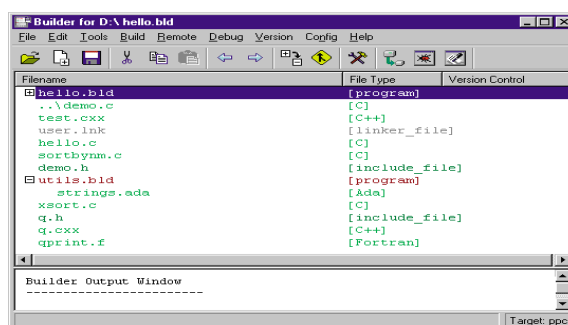 Builder for D:\ hello.bld
File Edit Tools Build Remote Debug Version Config Help
Filename File Type Version Control
hello.bld [program]
..\demo.c [C]
test.cxx [C++]
user.lnk [linker_file]
hello.c [C]
sortbynm.c [C]
demo.h [include_file]
utils.bld [program]
strings.ada [Ada]
xsort.c [C]
q.h [include_file]
q.cxx [C++]
qprint.f [Fortran]
Builder Output Window
------------------------
Target: ppc